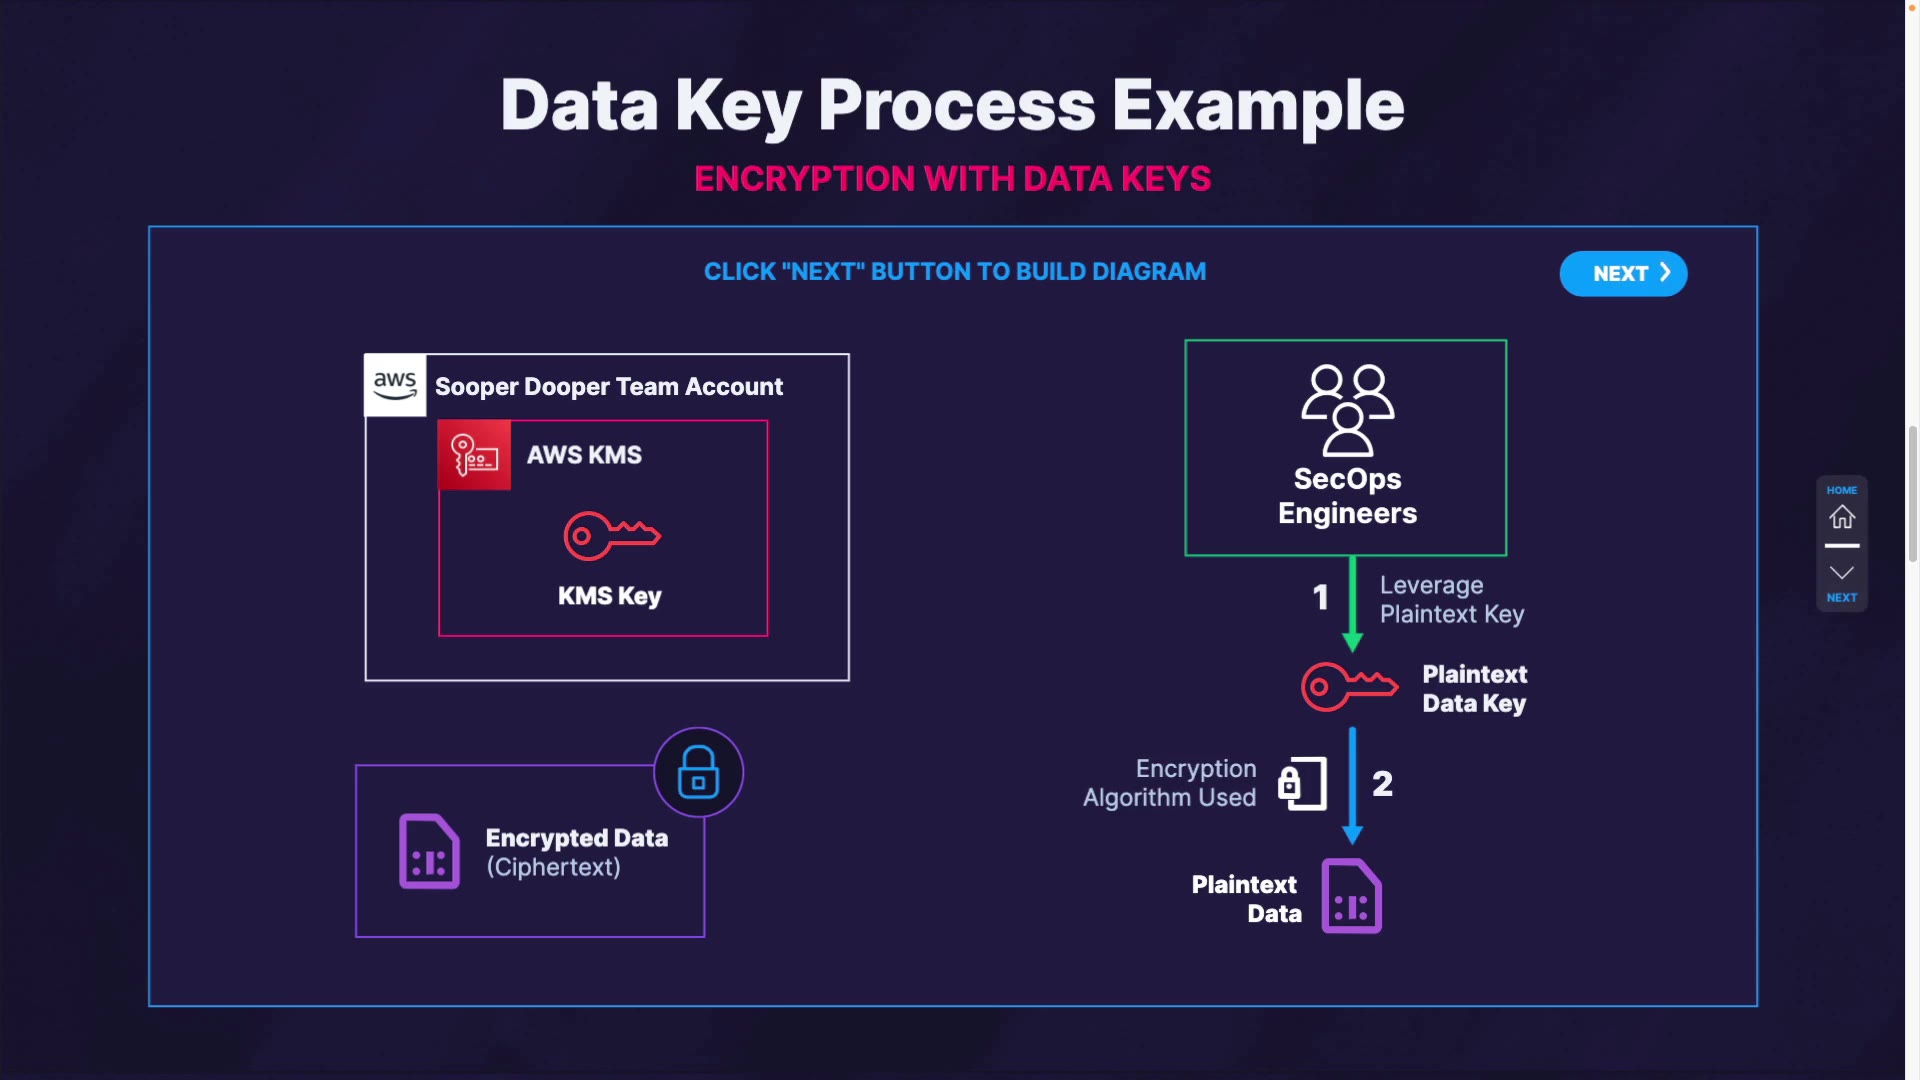 Data Key Process Example
ENCRYPTION WITH DATA KEYS
CLICK "NEXT" BUTTON TO BUILD DIAGRAM
NEXT
aws
Sooper Dooper Team Account
AWS KMS
KMS Key
Encrypted Data
(Ciphertext)
SecOps
Engineers
1
Leverage
Plaintext Key
Plaintext
Data Key
Encryption
Algorithm Used
2
Plaintext
Data
HOME
NEXT